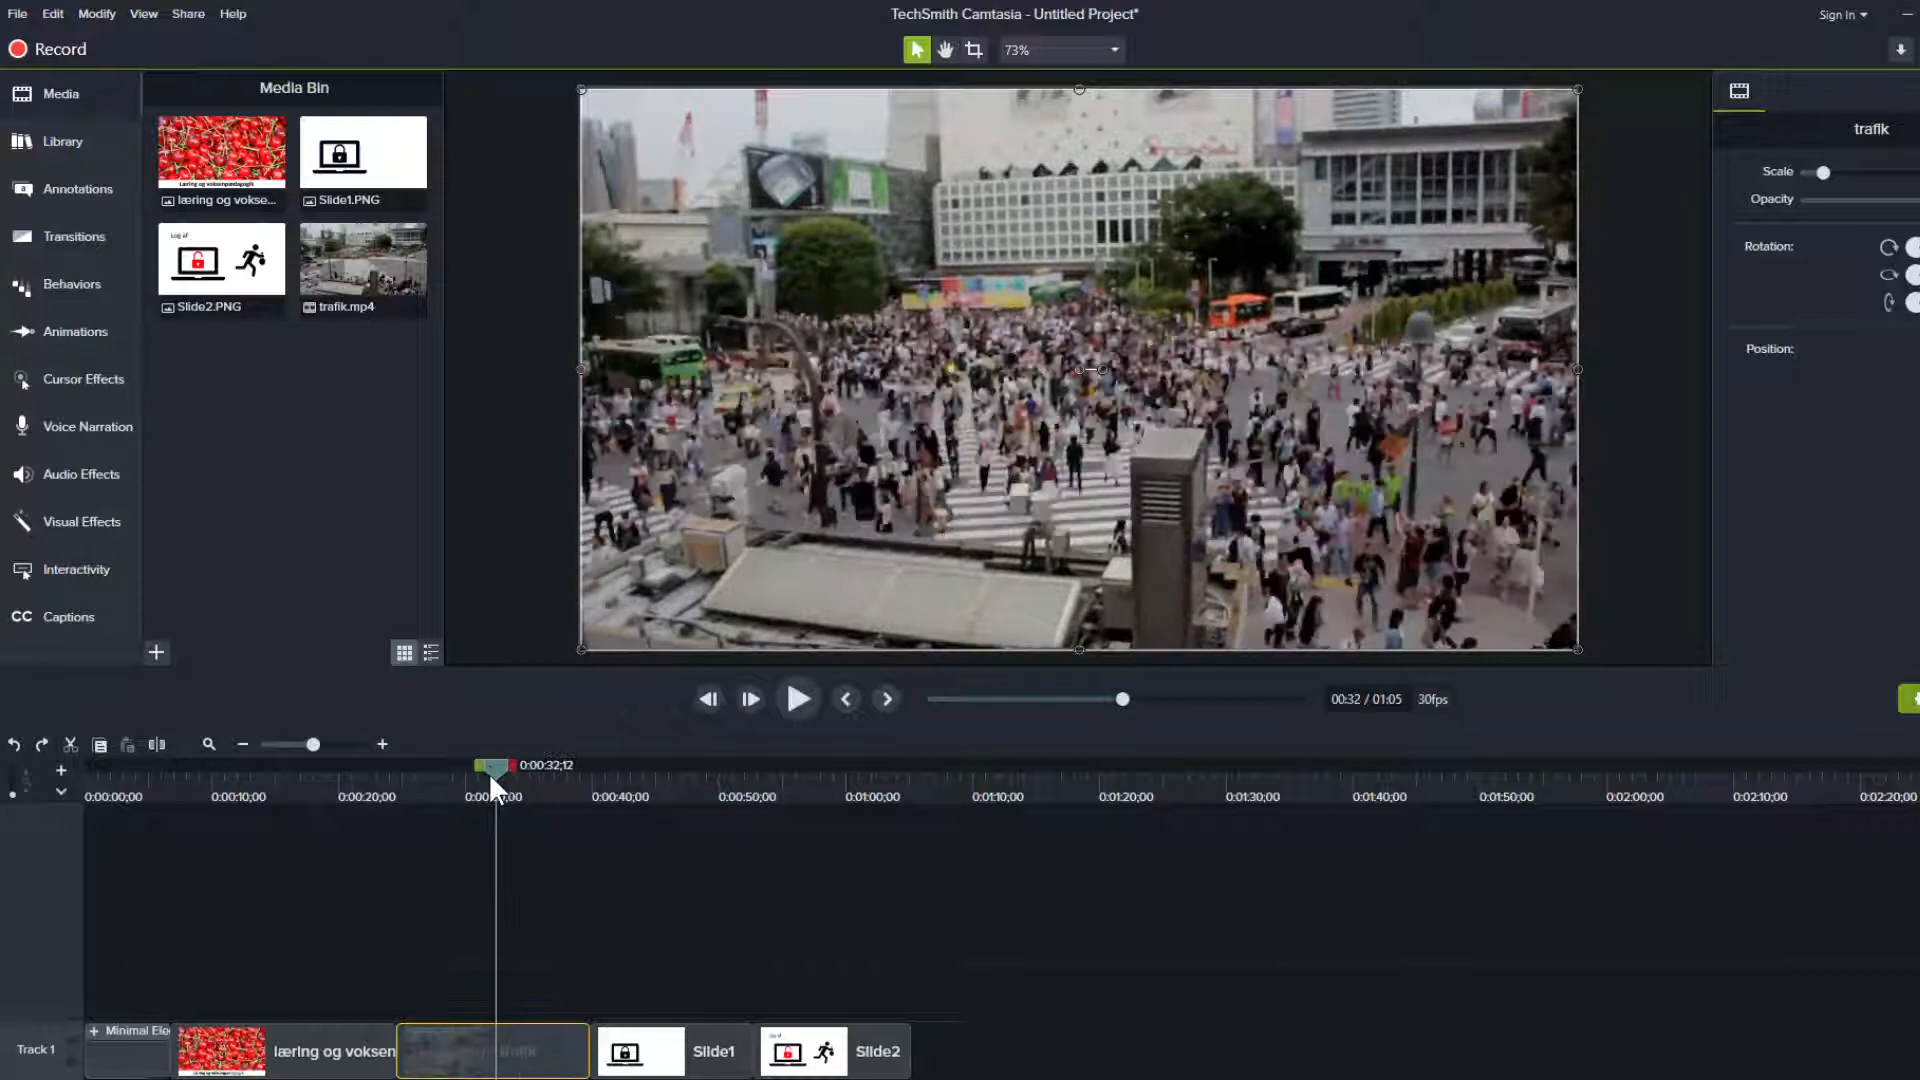 File Edit Modify View Share Help
TechSmith Camtasia - Untitled Project*
Sign In
Record
73%
Media
Library
Annotations
Transitions
Behaviors
Animations
Cursor Effects
Voice Narration
Audio Effects
Visual Effects
Interactivity
CC Captions
Media Bin
Læring og voksenpædagogik
læring og vokse...
Slide1.PNG
Log af
Slide2.PNG
trafik.mp4
trafik
Scale
Opacity
Rotation:
Position:
00:32 / 01:05 30fps
0:00:32;12
0:00:00;00 0:00:10;00 0:00:20;00 0:00:40;00 0:00:50;00 0:01:00;00 0:01:10;00 0:01:20;00 0:01:30;00 0:01:40;00 0:01:50;00 0:02:00;00 0:02:10;00 0:02:20;00
Track 1
+ Minimal Ele
læring og voksen
Slide1
Slide2